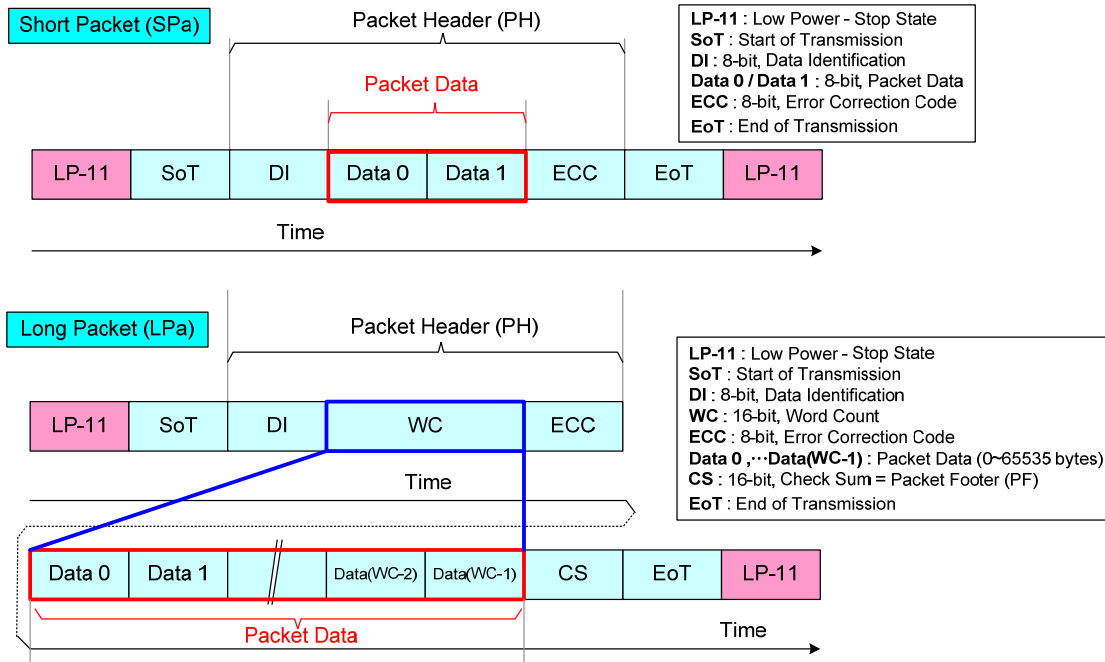 Short Packet (SPa)
Packet Header (PH)
Packet Data
LP-11 : Low Power - Stop State
SoT : Start of Transmission
DI : 8-bit, Data Identification
Data 0 / Data 1 : 8-bit, Packet Data
ECC : 8-bit, Error Correction Code
EoT : End of Transmission
LP-11 SoT DI Data 0 Data 1 ECC EoT LP-11
Time
Long Packet (LPa)
Packet Header (PH)
LP-11 : Low Power - Stop State
SoT : Start of Transmission
DI : 8-bit, Data Identification
WC : 16-bit, Word Count
ECC : 8-bit, Error Correction Code
Data 0 ,⋯Data(WC-1) : Packet Data (0~65535 bytes)
CS : 16-bit, Check Sum = Packet Footer (PF)
EoT : End of Transmission
LP-11 SoT DI WC ECC
Time
Data 0 Data 1 // Data(WC-2) Data(WC-1) CS EoT LP-11
Packet Data
Time